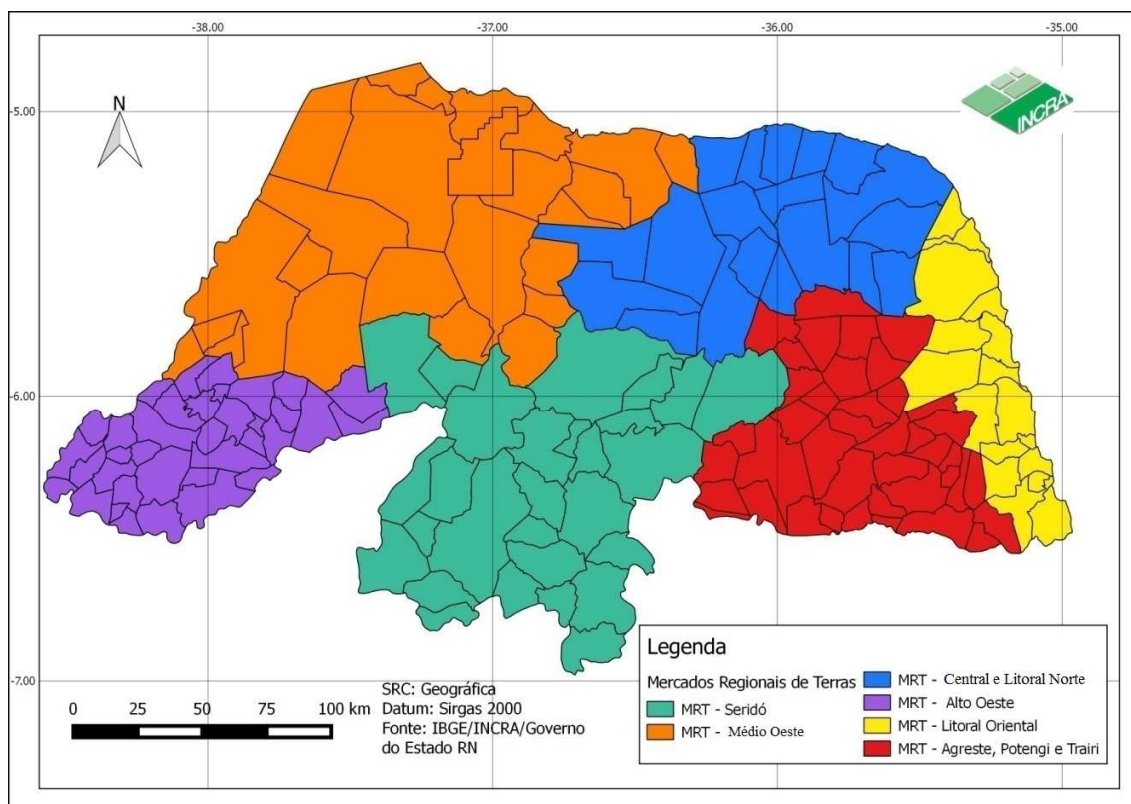 -38.00 -37.00 -36.00 -35.00
N
INCRA
-5.00
-6.00
-7.00
Legenda
Mercados Regionais de Terras
MRT - Seridó
MRT - Médio Oeste
MRT - Central e Litoral Norte
MRT - Alto Oeste
MRT - Litoral Oriental
MRT - Agreste, Potengi e Trairi
SRC: Geográfica
Datum: Sirgas 2000
Fonte: IBGE/INCRA/Governo
do Estado RN
0 25 50 75 100 km